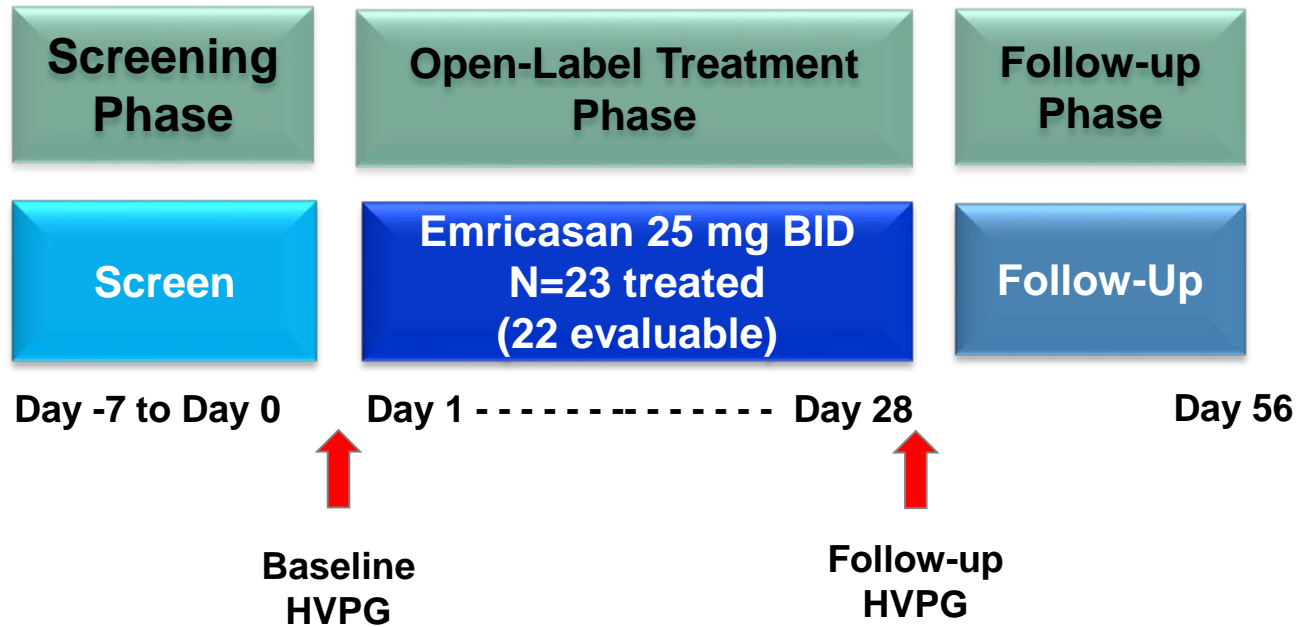 Screening
Phase
Open-Label Treatment
Phase
Follow-up
Phase
Screen
Emricasan 25 mg BID
N=23 treated
(22 evaluable)
Follow-Up
Day -7 to Day 0
Day 1 - - - - - - -- - - - - - - Day 28
Day 56
Baseline
HVPG
Follow-up
HVPG